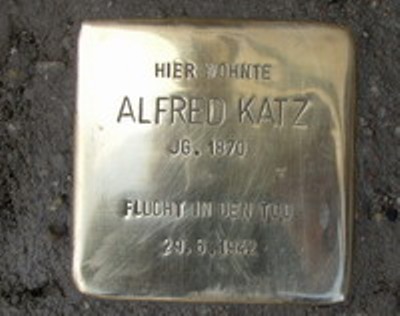 HIER WOHNTE
ALFRED KATZ
JG. 1870
FLUCHT IN DEN TOD
29.6.1942